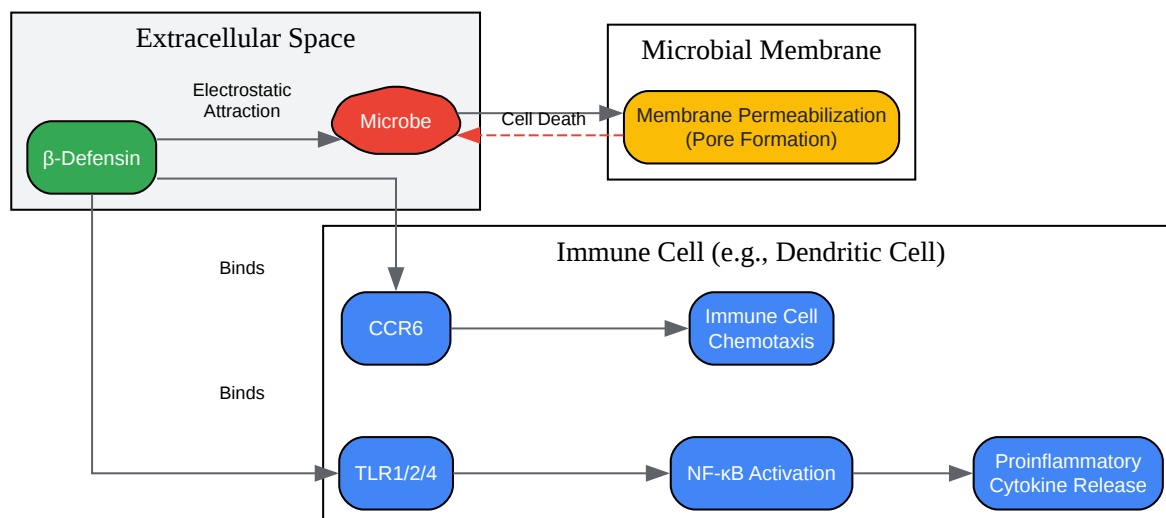 Extracellular Space
Microbial Membrane
Electrostatic
Attraction
β-Defensin
Microbe
Cell Death
Membrane Permeabilization
(Pore Formation)
Immune Cell (e.g., Dendritic Cell)
Binds
CCR6
Immune Cell
Chemotaxis
Binds
TLR1/2/4
NF-κB Activation
Proinflammatory
Cytokine Release